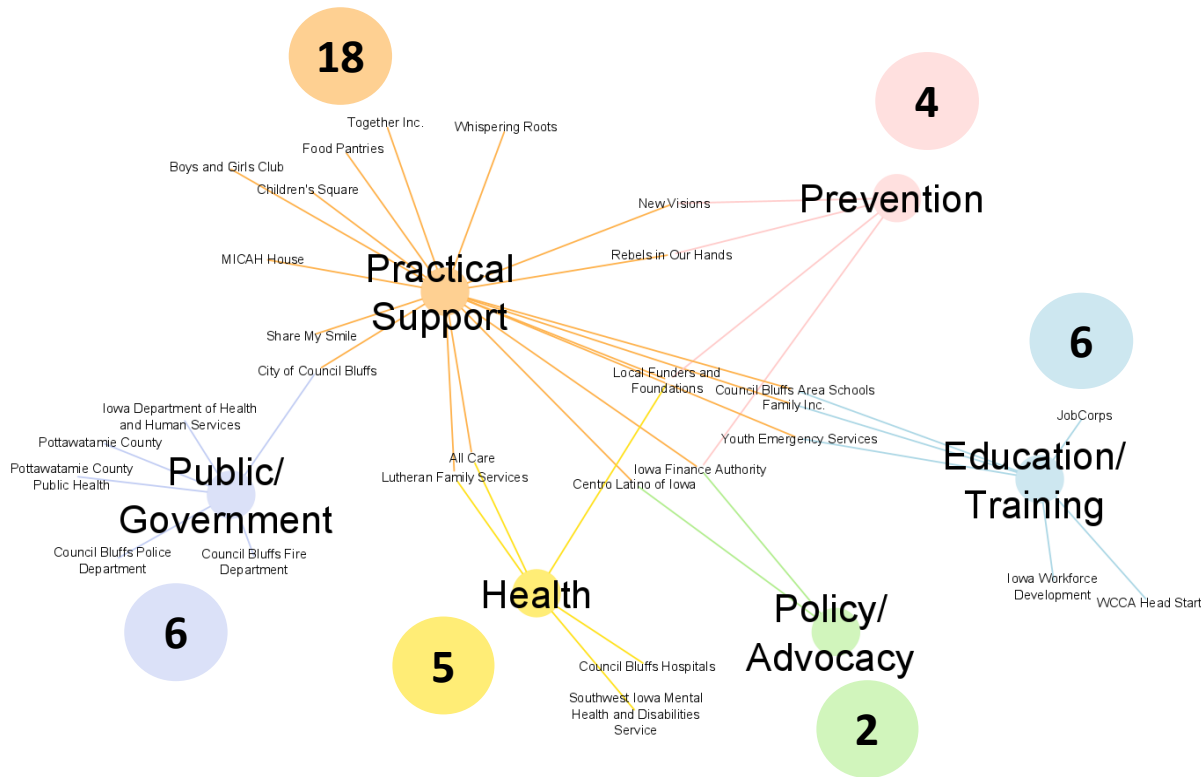 18
4
Together Inc.
Whispering Roots
Food Pantries
Boys and Girls Club
Children's Square
New Visions
Prevention
MICAH House
Rebels in Our Hands
Practical
Support
Share My Smile
City of Council Bluffs
6
Local Funders and
Foundations
Council Bluffs Area Schools
Family Inc.
Iowa Department of Health
and Human Services
JobCorps
Pottawatamie County
Youth Emergency Services
Pottawatamie County
Public Health
Public/
Government
All Care
Lutheran Family Services
Iowa Finance Authority
Centro Latino of Iowa
Education/
Training
Council Bluffs Police
Department
Council Bluffs Fire
Department
Health
Iowa Workforce
Development
WCCA Head Start
6
5
Policy/
Advocacy
Council Bluffs Hospitals
Southwest Iowa Mental
Health and Disabilities
Service
2